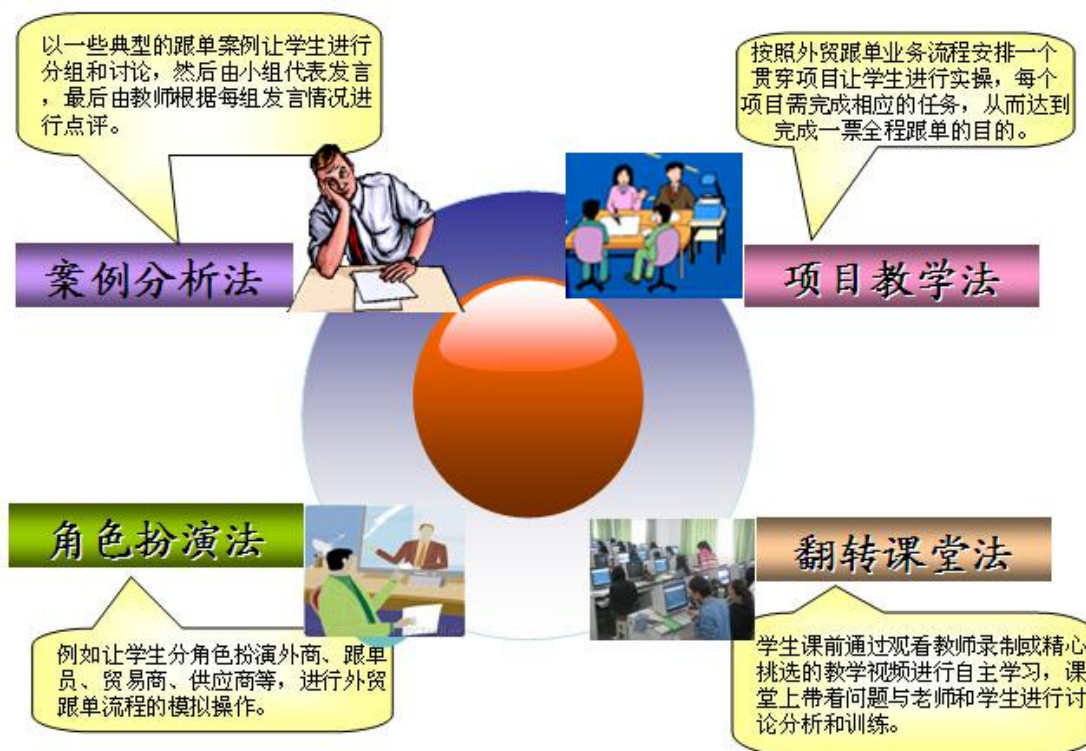 以一些典型的跟单案例让学生进行
分组和讨论，然后由小组代表发言
，最后由教师根据每组发言情况进
行点评。
按照外贸跟单业务流程安排一个
贯穿项目让学生进行实操，每个
项目需完成相应的任务，从而达到
完成一票全程跟单的目的。
案例分析法
项目教学法
角色扮演法
翻转课堂法
例如让学生分角色扮演外商、跟单
员、贸易商、供应商等，进行外贸
跟单流程的模拟操作。
学生课前通过观看教师录制或精心
挑选的教学视频进行自主学习，课
堂上带着问题与老师和学生进行讨
论分析和训练。